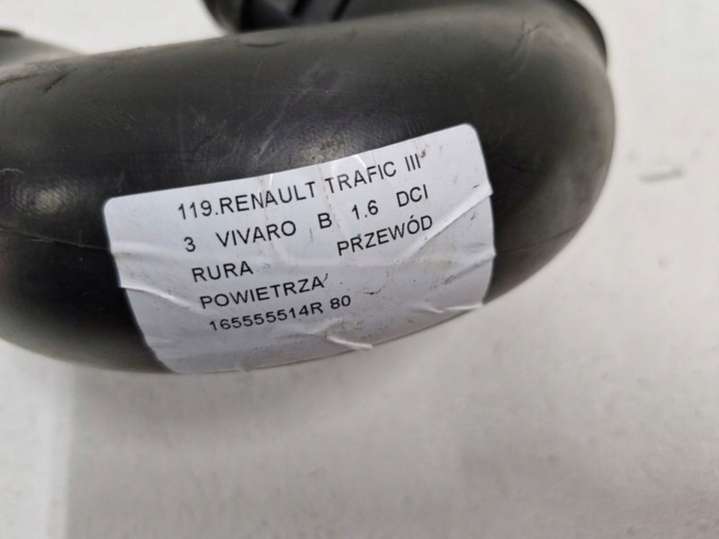 119.RENAULT TRAFIC III
3 VIVARO B 1.6 DCI
RURA PRZEWÓD
POWIETRZA
165555514R 80